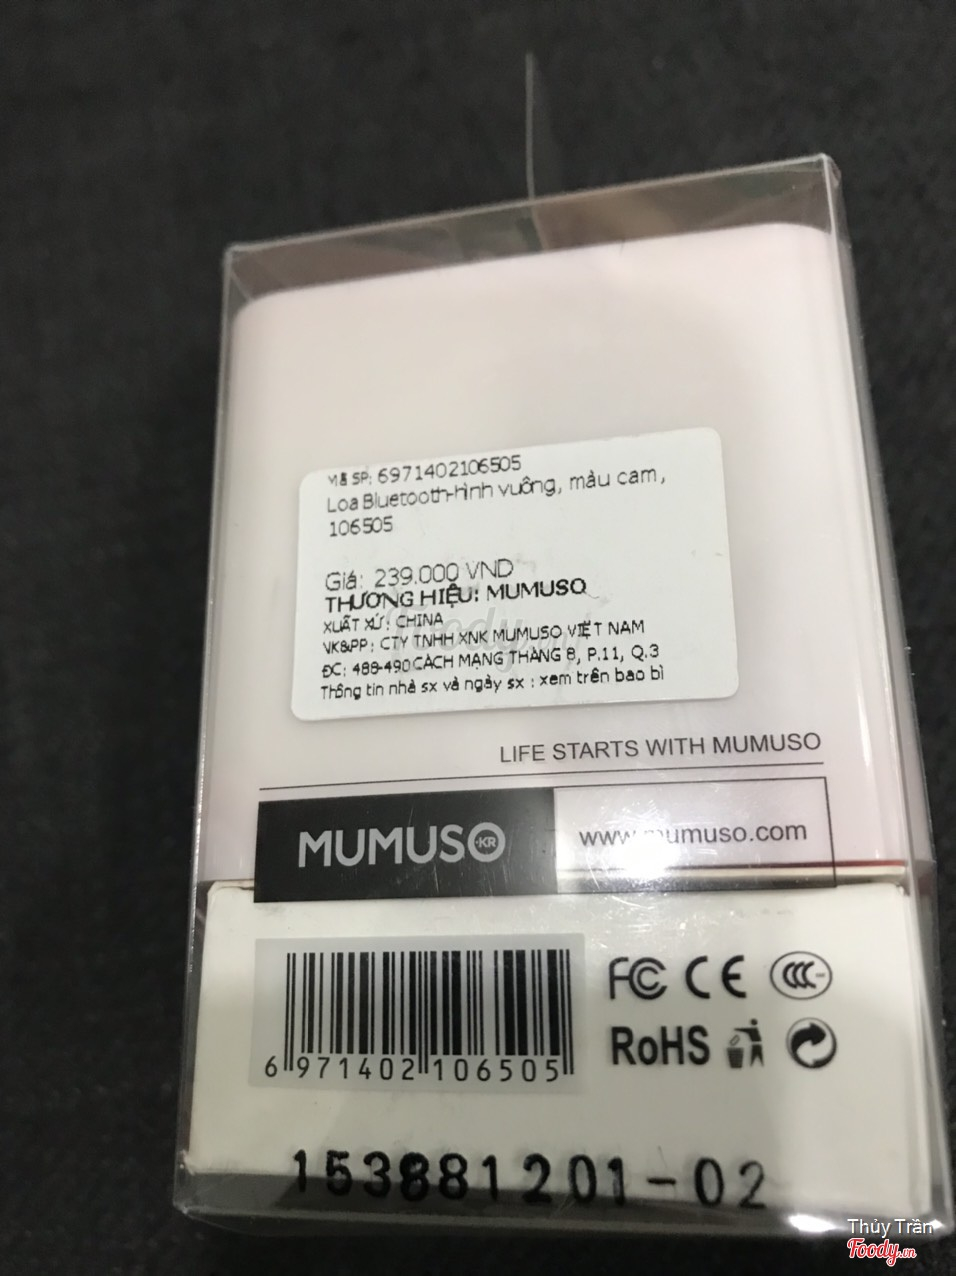 Mã SP: 6971402106505
Loa Bluetooth-hình vuông, màu cam,
106505
Giá: 239.000 VND
THƯƠNG HIỆU: MUMUSO
XUẤT XỨ: CHINA
VK&PP: CTY TNHH XNK MUMUSO VIỆT NAM
ĐC: 488-490 CÁCH MẠNG THÁNG 8, P.11, Q.3
Thông tin nhà sx và ngày sx : xem trên bao bì
Foody.vn
LIFE STARTS WITH MUMUSO
MUMUSO.KR
www.mumuso.com
FC CE CCC
RoHS
6 971402 106505
153881201-02
Thủy Trần
Foody.vn